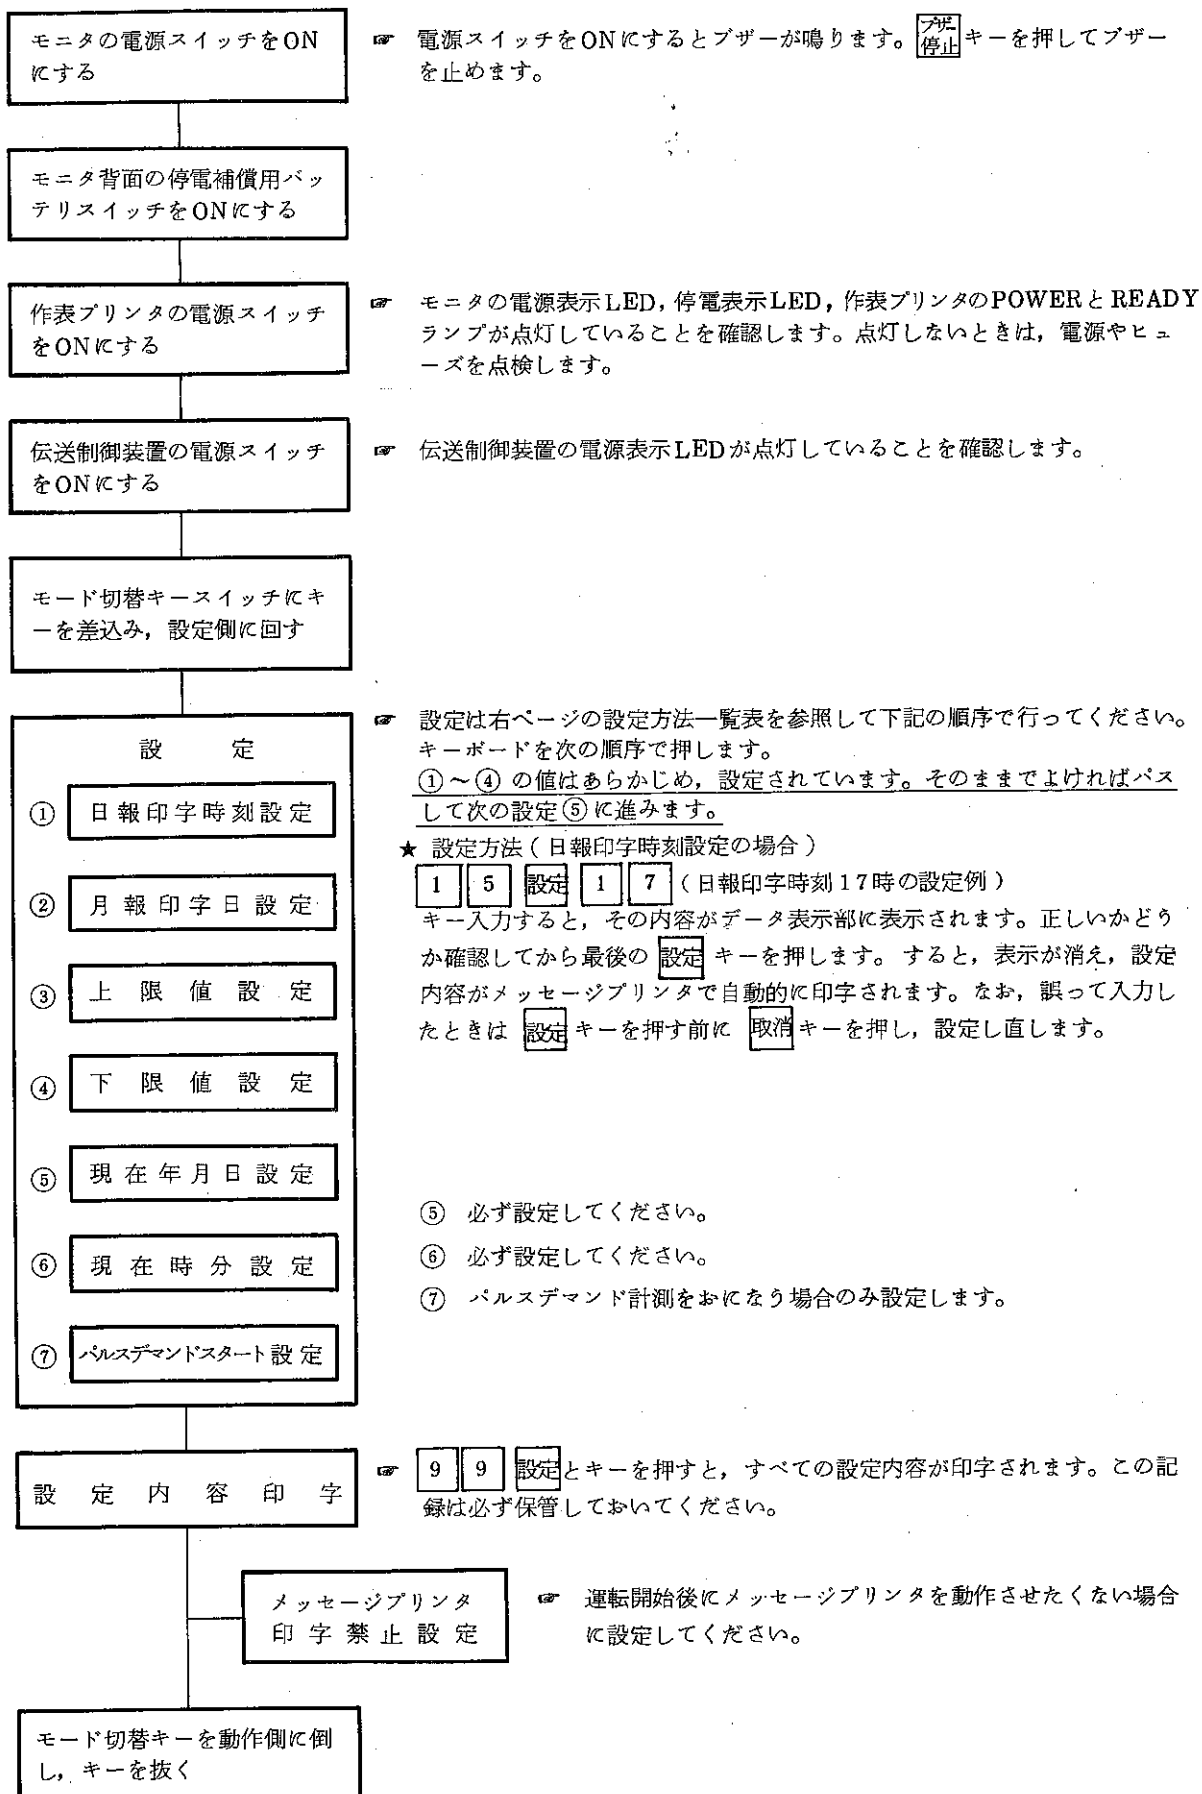 モニタの電源スイッチをON
にする
☞ 電源スイッチをONにするとブザーが鳴ります。ブザー停止キーを押してブザー
を止めます。
モニタ背面の停電補償用バッ
テリスイッチをONにする
作表プリンタの電源スイッチ
をONにする
☞ モニタの電源表示LED,停電表示LED,作表プリンタのPOWERとREADY
ランプが点灯していることを確認します。点灯しないときは,電源やヒュ
ーズを点検します。
伝送制御装置の電源スイッチ
をONにする
☞ 伝送制御装置の電源表示LEDが点灯していることを確認します。
モード切替キースイッチにキ
ーを差込み,設定側に回す
設定
① 日報印字時刻設定
② 月報印字日設定
③ 上限値設定
④ 下限値設定
⑤ 現在年月日設定
⑥ 現在時分設定
⑦ パルスデマンドスタート設定
☞ 設定は右ページの設定方法一覧表を参照して下記の順序で行ってください。
キーボードを次の順序で押します。
①~④の値はあらかじめ,設定されています。そのままでよければパス
して次の設定⑤に進みます。
★ 設定方法(日報印字時刻設定の場合)
1 5 設定 1 7 (日報印字時刻17時の設定例)
キー入力すると,その内容がデータ表示部に表示されます。正しいかどう
か確認してから最後の 設定 キーを押します。すると,表示が消え,設定
内容がメッセージプリンタで自動的に印字されます。なお,誤って入力し
たときは 設定 キーを押す前に 取消 キーを押し,設定し直します。
⑤ 必ず設定してください。
⑥ 必ず設定してください。
⑦ パルスデマンド計測をおになう場合のみ設定します。
設定内容印字
☞ 9 9 設定とキーを押すと,すべての設定内容が印字されます。この記
録は必ず保管しておいてください。
メッセージプリンタ
印字禁止設定
☞ 運転開始後にメッセージプリンタを動作させたくない場合
に設定してください。
モード切替キーを動作側に倒
し,キーを抜く